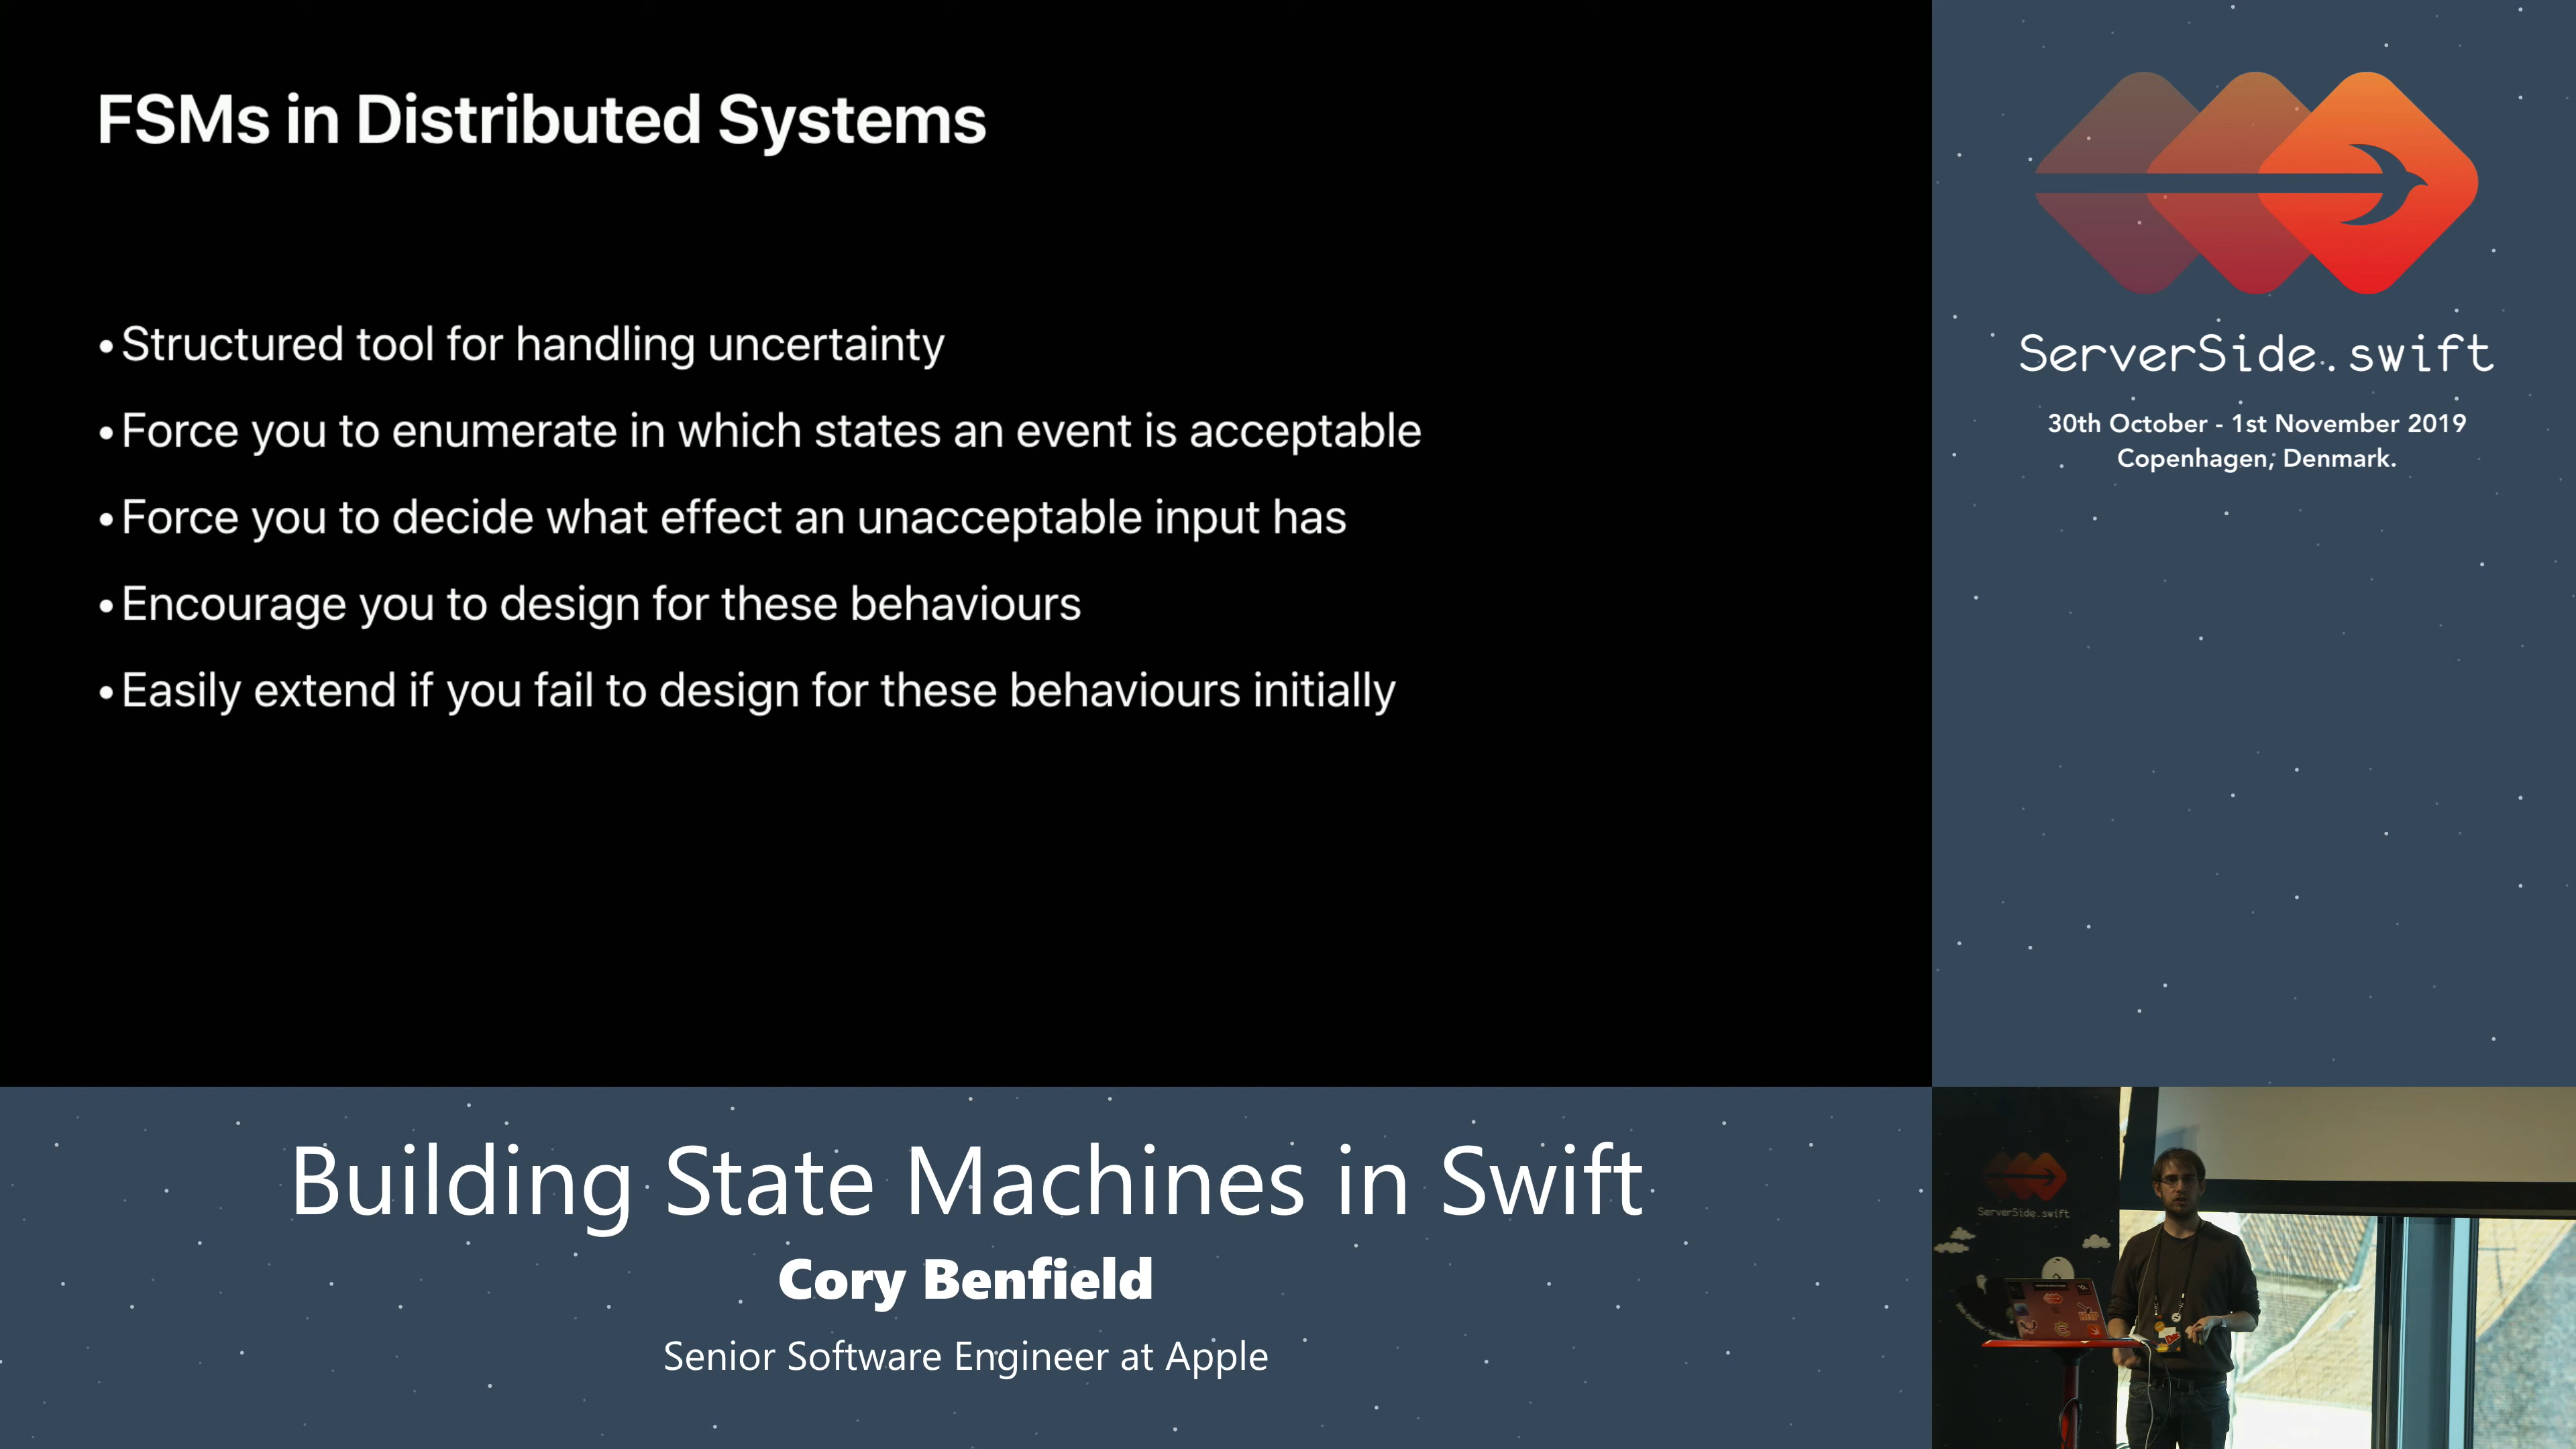 FSMs in Distributed Systems
•Structured tool for handling uncertainty
•Force you to enumerate in which states an event is acceptable
•Force you to decide what effect an unacceptable input has
•Encourage you to design for these behaviours
•Easily extend if you fail to design for these behaviours initially
ServerSide.swift
30th October - 1st November 2019
Copenhagen, Denmark.
Building State Machines in Swift
Cory Benfield
Senior Software Engineer at Apple
ServerSide.swift